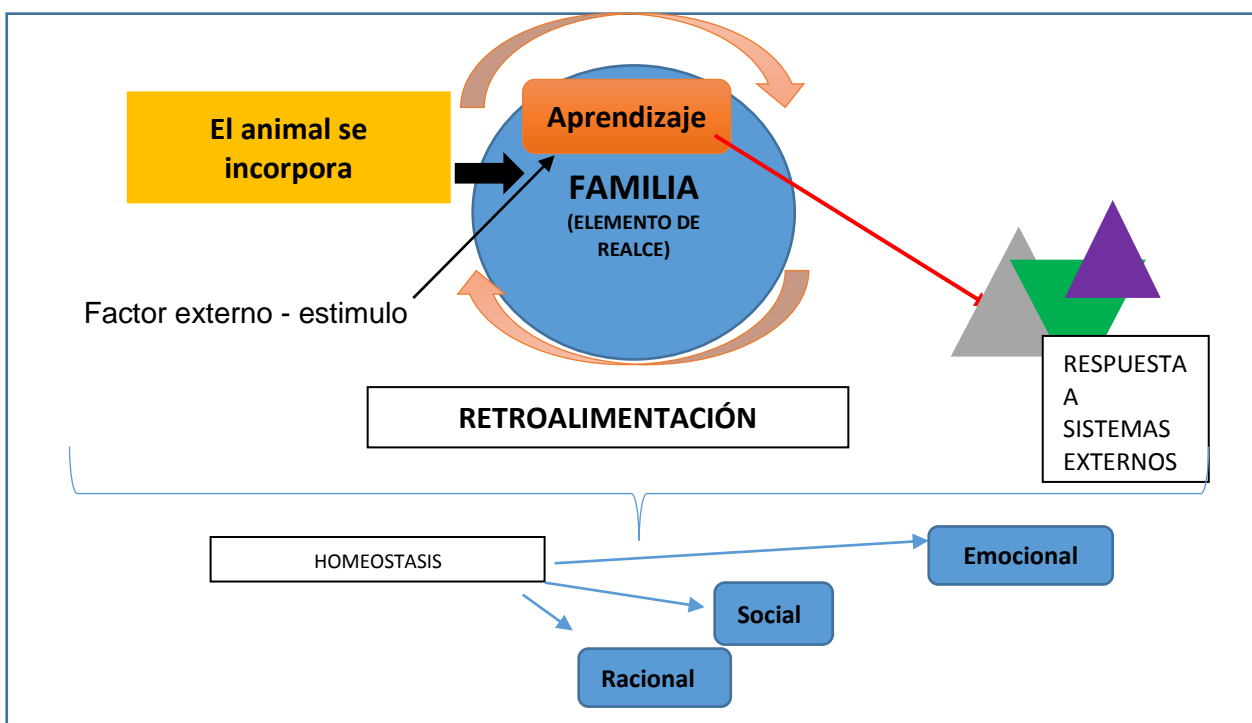 El animal se
incorpora
Aprendizaje
FAMILIA
(ELEMENTO DE
REALCE)
Factor externo - estimulo
RETROALIMENTACIÓN
RESPUESTA
A
SISTEMAS
EXTERNOS
HOMEOSTASIS
Emocional
Social
Racional